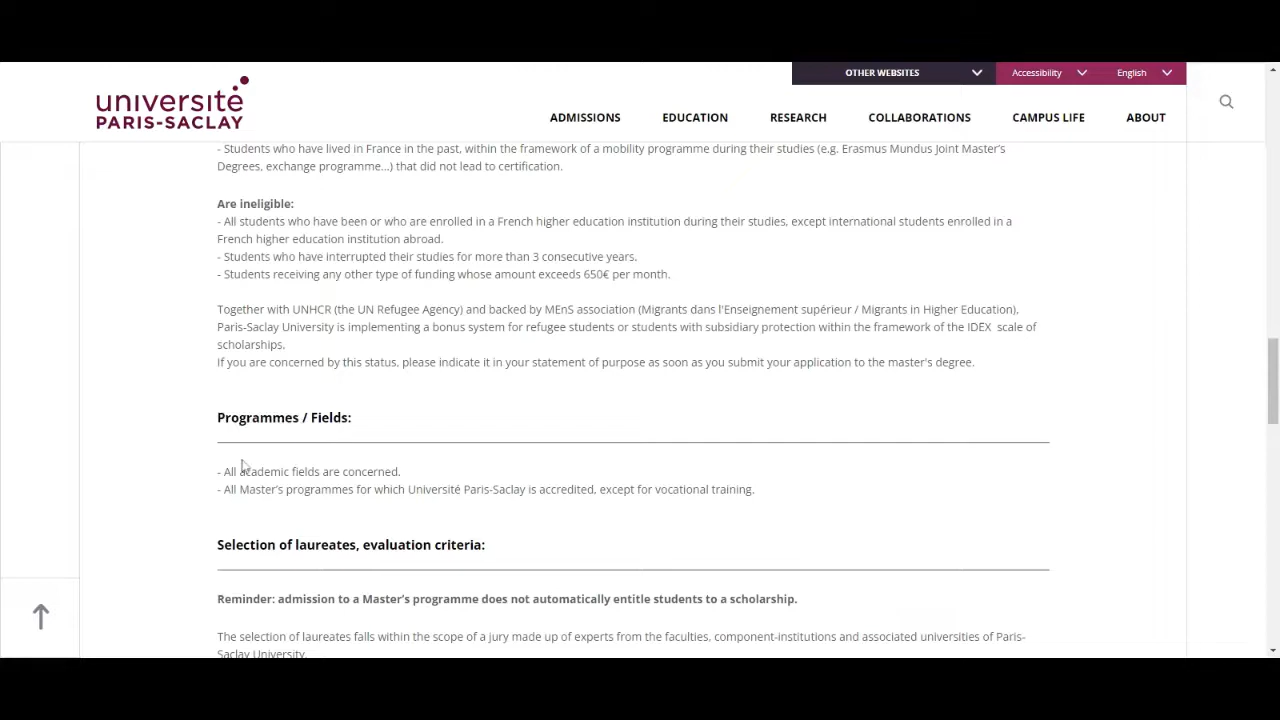 OTHER WEBSITES
Accessibility
English
université
PARIS-SACLAY
ADMISSIONS
EDUCATION
RESEARCH
COLLABORATIONS
CAMPUS LIFE
ABOUT
- Students who have lived in France in the past, within the framework of a mobility programme during their studies (e.g. Erasmus Mundus Joint Master's
Degrees, exchange programme...) that did not lead to certification.
Are ineligible:
- All students who have been or who are enrolled in a French higher education institution during their studies, except international students enrolled in a
French higher education institution abroad.
- Students who have interrupted their studies for more than 3 consecutive years.
- Students receiving any other type of funding whose amount exceeds 650€ per month.
Together with UNHCR (the UN Refugee Agency) and backed by MEnS association (Migrants dans l'Enseignement supérieur / Migrants in Higher Education),
Paris-Saclay University is implementing a bonus system for refugee students or students with subsidiary protection within the framework of the IDEX scale of
scholarships.
If you are concerned by this status, please indicate it in your statement of purpose as soon as you submit your application to the master's degree.
Programmes / Fields:
- All academic fields are concerned.
- All Master's programmes for which Université Paris-Saclay is accredited, except for vocational training.
Selection of laureates, evaluation criteria:
Reminder: admission to a Master's programme does not automatically entitle students to a scholarship.
The selection of laureates falls within the scope of a jury made up of experts from the faculties, component-institutions and associated universities of Paris-
Saclay University.